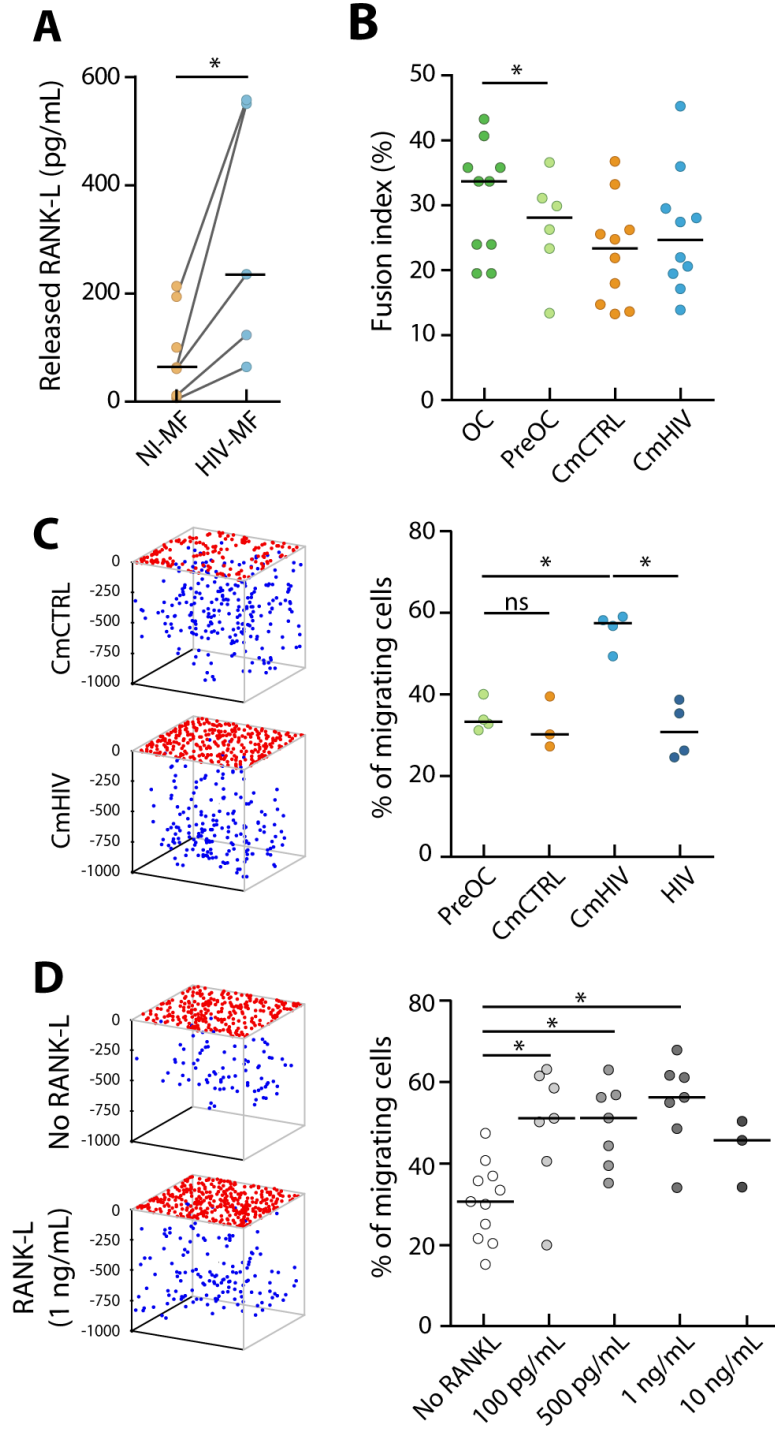 A
*
600
400
200
0
Released RANK-L (pg/mL)
NI-MF
HIV-MF
B
*
50
40
30
20
10
0
Fusion index (%)
OC
PreOC
CmCTRL
CmHIV
C
CmCTRL
0
-250
-500
-750
-1000
CmHIV
0
-250
-500
-750
-1000
% of migrating cells
80
60
40
20
0
*
*
ns
PreOC
CmCTRL
CmHIV
HIV
D
No RANK-L
0
-250
-500
-750
-1000
RANK-L
(1 ng/mL)
0
-250
-500
-750
-1000
% of migrating cells
80
60
40
20
0
*
*
*
No RANKL
100 pg/mL
500 pg/mL
1 ng/mL
10 ng/mL